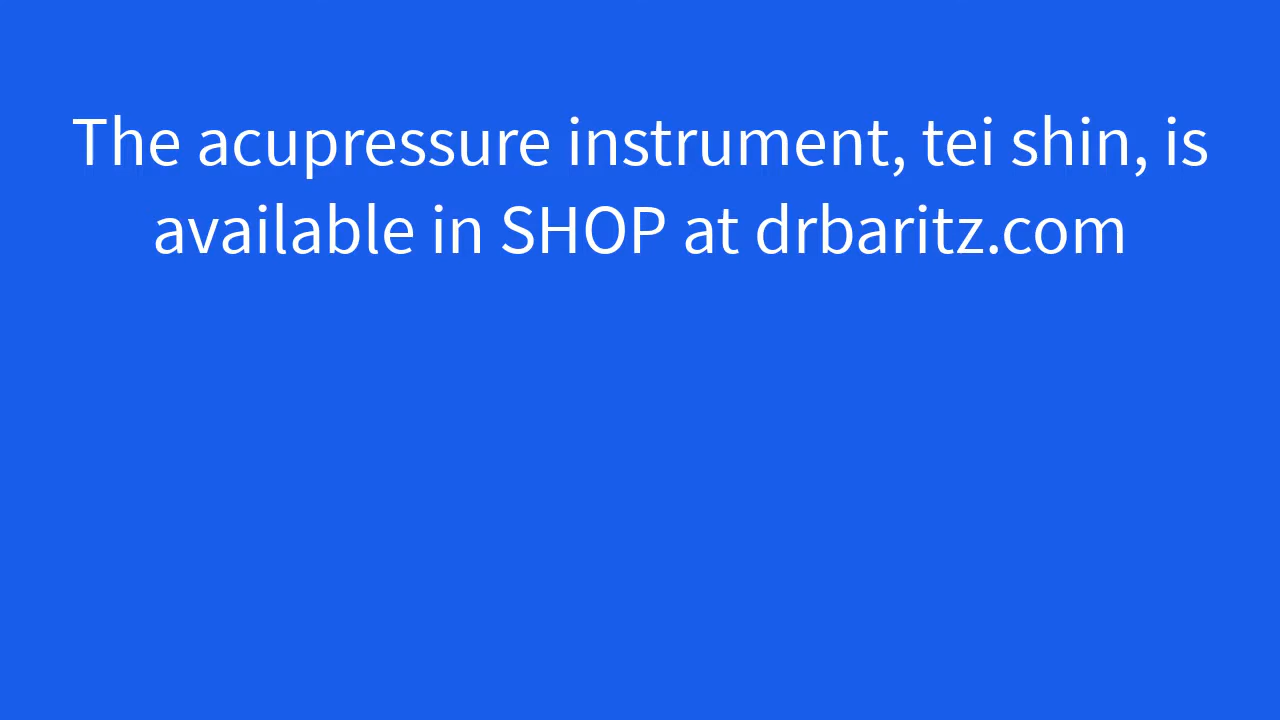 The acupressure instrument, tei shin, is
available in SHOP at drbaritz.com